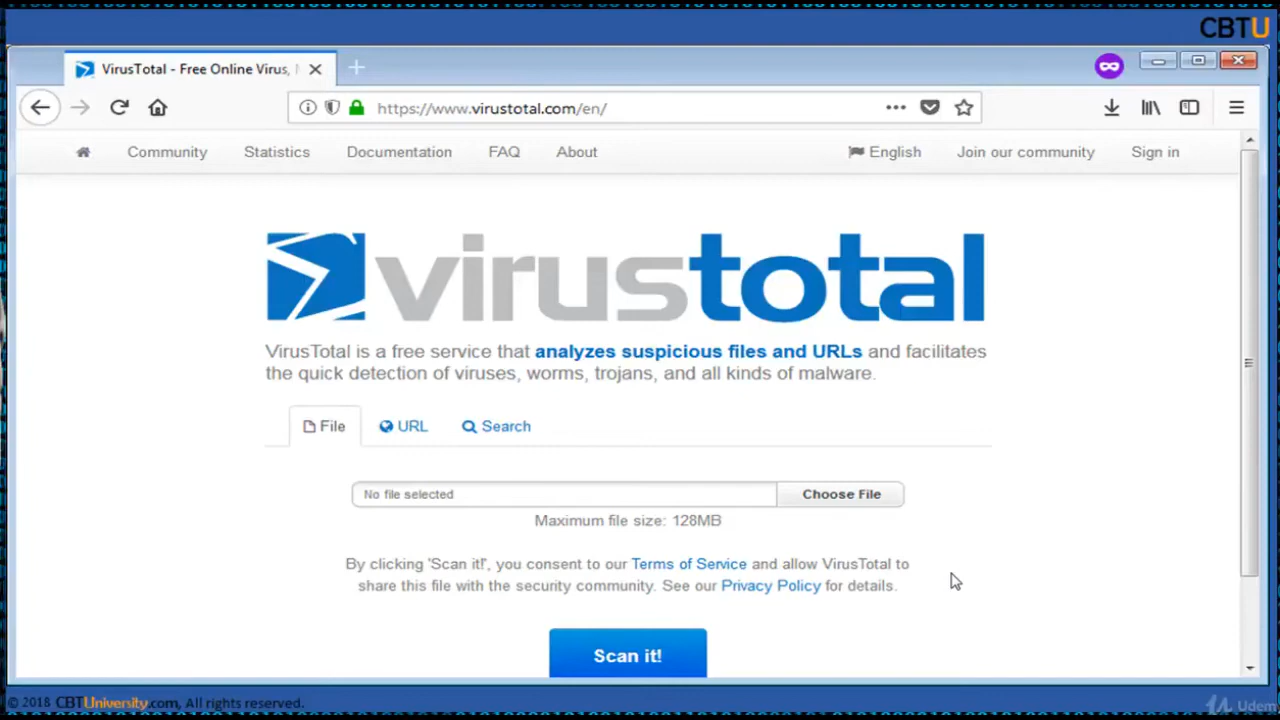 CBTU
VirusTotal - Free Online Virus,
https://www.virustotal.com/en/
Community Statistics Documentation FAQ About English Join our community Sign in
virustotal
VirusTotal is a free service that analyzes suspicious files and URLs and facilitates
the quick detection of viruses, worms, trojans, and all kinds of malware.
File URL Search
No file selected Choose File
Maximum file size: 128MB
By clicking 'Scan it!', you consent to our Terms of Service and allow VirusTotal to
share this file with the security community. See our Privacy Policy for details.
Scan it!
© 2018 CBTUniversity.com, All rights reserved.